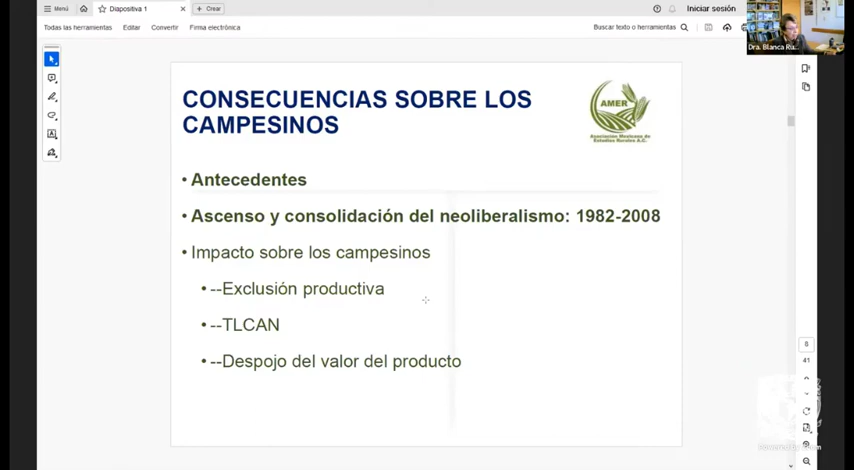 Menú
Diapositiva 1
Crear
Iniciar sesión
Todas las herramientas
Editar
Convertir
Firma electrónica
Buscar texto o herramientas
Dra. Blanca Ru...
CONSECUENCIAS SOBRE LOS
CAMPESINOS
AMER
Asociación Mexicana de
Estudios Rurales A.C.
• Antecedentes
• Ascenso y consolidación del neoliberalismo: 1982-2008
• Impacto sobre los campesinos
• --Exclusión productiva
• --TLCAN
• --Despojo del valor del producto
6
41